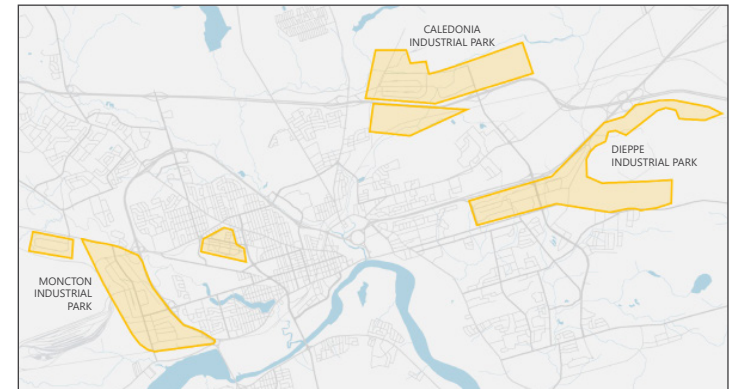 CALEDONIA
INDUSTRIAL PARK
DIEPPE
INDUSTRIAL PARK
MONCTON
INDUSTRIAL
PARK